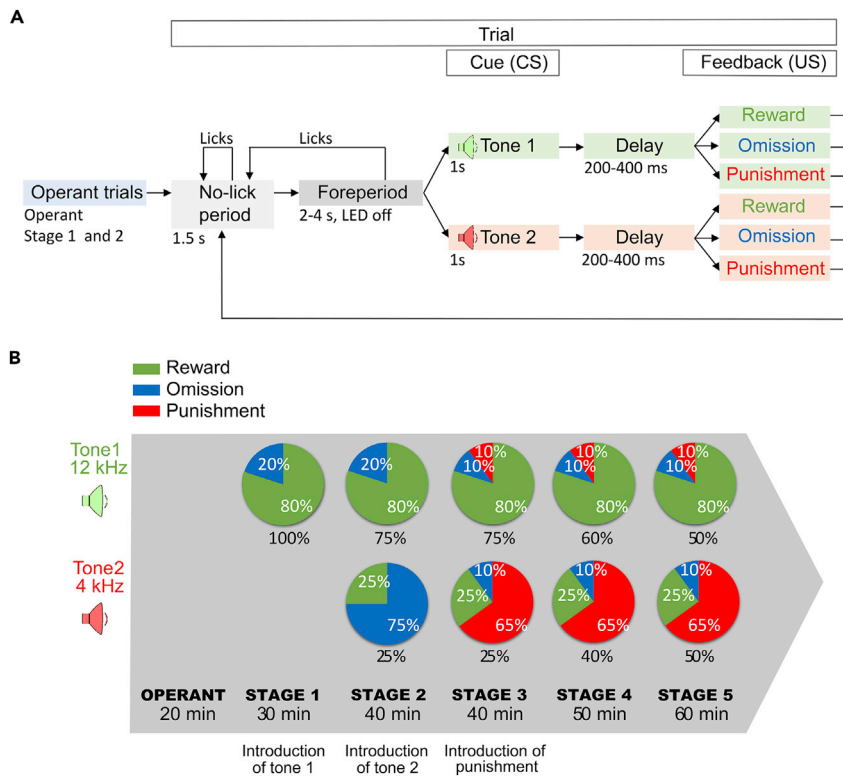 A
Trial
Cue (CS)
Feedback (US)
Licks
Licks
Operant trials
Operant
Stage 1 and 2
No-lick
period
1.5 s
Foreperiod
2-4 s, LED off
Tone 1
1s
Delay
200-400 ms
Reward
Omission
Punishment
Tone 2
1s
Delay
200-400 ms
Reward
Omission
Punishment
B
Reward
Omission
Punishment
Tone1
12 kHz
20%
80%
100%
20%
80%
75%
10%
10%
80%
75%
10%
10%
80%
60%
10%
10%
80%
50%
Tone2
4 kHz
25%
75%
25%
10%
25%
65%
25%
10%
25%
65%
40%
10%
25%
65%
50%
OPERANT
20 min
STAGE 1
30 min
STAGE 2
40 min
STAGE 3
40 min
STAGE 4
50 min
STAGE 5
60 min
Introduction
of tone 1
Introduction
of tone 2
Introduction of
punishment